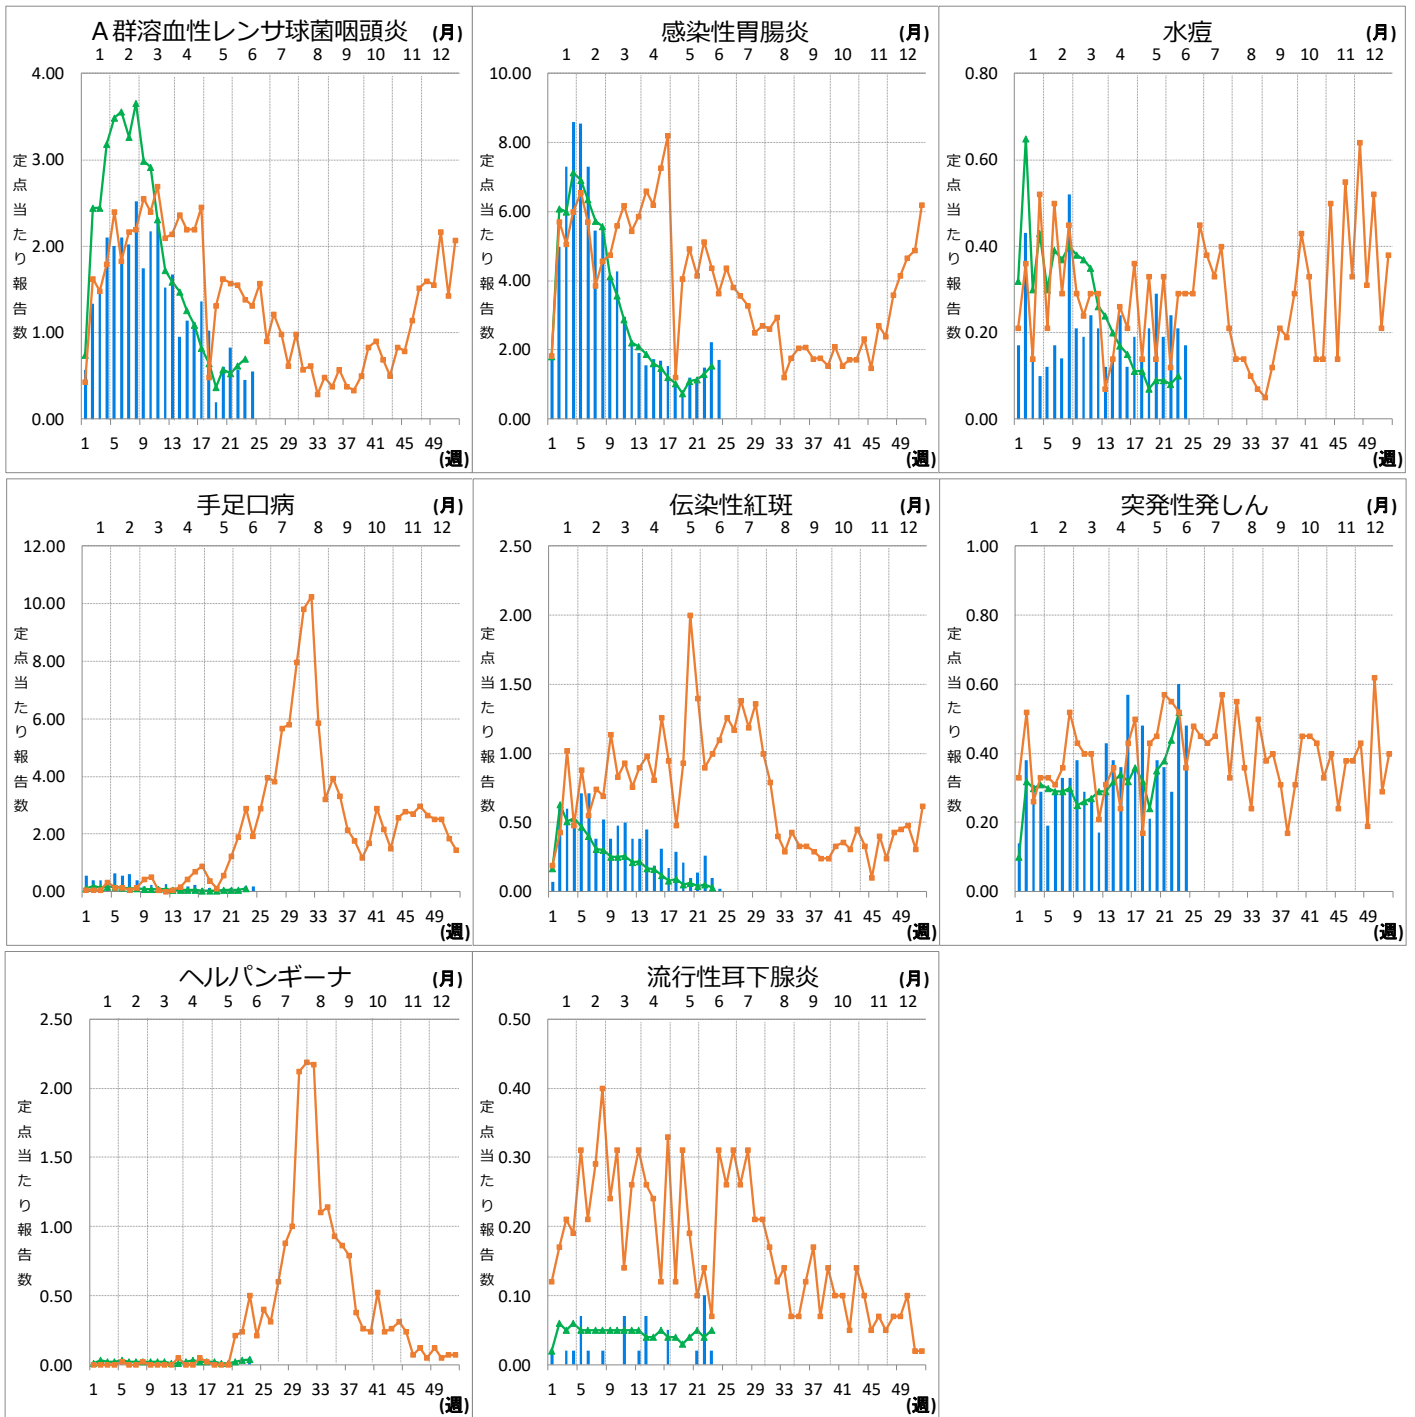 A群溶血性レンサ球菌咽頭炎 (月)
1 2 3 4 5 6 7 8 9 10 11 12
定点当たり報告数
4.00
3.00
2.00
1.00
0.00
1 5 9 13 17 21 25 29 33 37 41 45 49
(週)
感染性胃腸炎 (月)
1 2 3 4 5 6 7 8 9 10 11 12
定点当たり報告数
10.00
8.00
6.00
4.00
2.00
0.00
1 5 9 13 17 21 25 29 33 37 41 45 49
(週)
水痘 (月)
1 2 3 4 5 6 7 8 9 10 11 12
定点当たり報告数
0.80
0.60
0.40
0.20
0.00
1 5 9 13 17 21 25 29 33 37 41 45 49
(週)
手足口病 (月)
1 2 3 4 5 6 7 8 9 10 11 12
定点当たり報告数
12.00
10.00
8.00
6.00
4.00
2.00
0.00
1 5 9 13 17 21 25 29 33 37 41 45 49
(週)
伝染性紅斑 (月)
1 2 3 4 5 6 7 8 9 10 11 12
定点当たり報告数
2.50
2.00
1.50
1.00
0.50
0.00
1 5 9 13 17 21 25 29 33 37 41 45 49
(週)
突発性発しん (月)
1 2 3 4 5 6 7 8 9 10 11 12
定点当たり報告数
1.00
0.80
0.60
0.40
0.20
0.00
1 5 9 13 17 21 25 29 33 37 41 45 49
(週)
ヘルパンギーナ (月)
1 2 3 4 5 6 7 8 9 10 11 12
定点当たり報告数
2.50
2.00
1.50
1.00
0.50
0.00
1 5 9 13 17 21 25 29 33 37 41 45 49
(週)
流行性耳下腺炎 (月)
1 2 3 4 5 6 7 8 9 10 11 12
定点当たり報告数
0.50
0.40
0.30
0.20
0.10
0.00
1 5 9 13 17 21 25 29 33 37 41 45 49
(週)